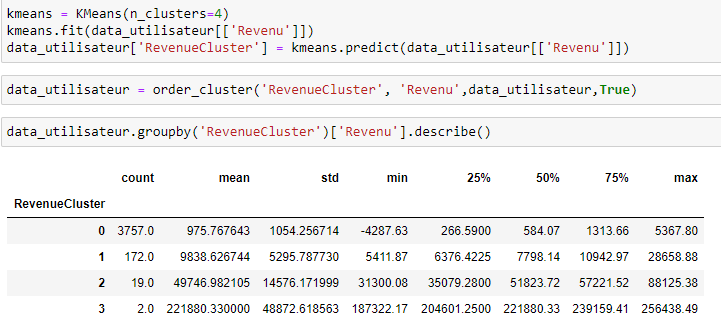 kmeans = KMeans(n_clusters=4)
kmeans.fit(data_utilisateur[['Revenu']])
data_utilisateur['RevenueCluster'] = kmeans.predict(data_utilisateur[['Revenu']])
data_utilisateur = order_cluster('RevenueCluster', 'Revenu',data_utilisateur,True)
data_utilisateur.groupby('RevenueCluster')['Revenu'].describe()
count mean std min 25% 50% 75% max
RevenueCluster
0 3757.0 975.767643 1054.256714 -4287.63 266.5900 584.07 1313.66 5367.80
1 172.0 9838.626744 5295.787730 5411.87 6376.4225 7798.14 10942.97 28658.88
2 19.0 49746.982105 14576.171999 31300.08 35079.2800 51823.72 57221.52 88125.38
3 2.0 221880.330000 48872.618563 187322.17 204601.2500 221880.33 239159.41 256438.49